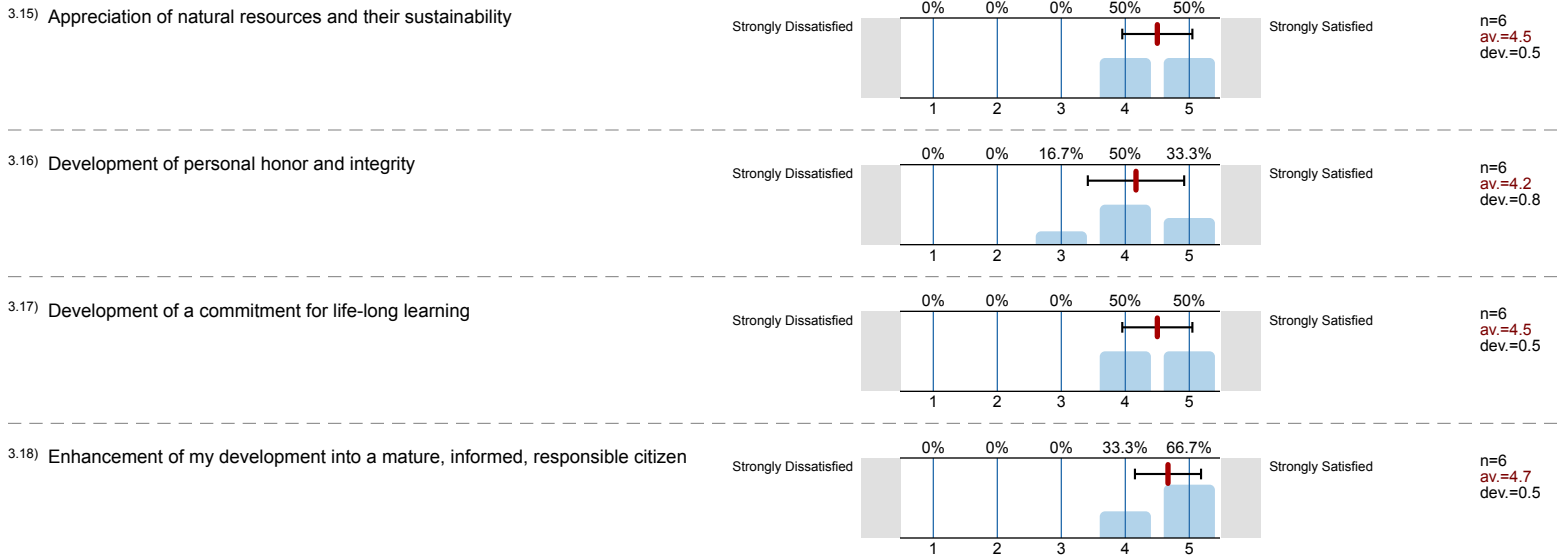 3.15) Appreciation of natural resources and their sustainability
0% 0% 0% 50% 50%
Strongly Dissatisfied Strongly Satisfied
n=6
av.=4.5
dev.=0.5
1 2 3 4 5
3.16) Development of personal honor and integrity
0% 0% 16.7% 50% 33.3%
Strongly Dissatisfied Strongly Satisfied
n=6
av.=4.2
dev.=0.8
1 2 3 4 5
3.17) Development of a commitment for life-long learning
0% 0% 0% 50% 50%
Strongly Dissatisfied Strongly Satisfied
n=6
av.=4.5
dev.=0.5
1 2 3 4 5
3.18) Enhancement of my development into a mature, informed, responsible citizen
0% 0% 0% 33.3% 66.7%
Strongly Dissatisfied Strongly Satisfied
n=6
av.=4.7
dev.=0.5
1 2 3 4 5